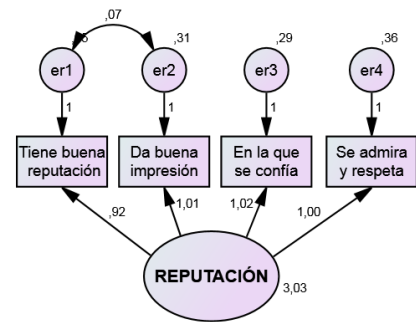 ,07
,31
,29
,36
er1
er2
er3
er4
1
1
1
1
Tiene buena
reputación
Da buena
impresión
En la que
se confía
Se admira
y respeta
,92
1,01
1,02
1,00
REPUTACIÓN
3,03